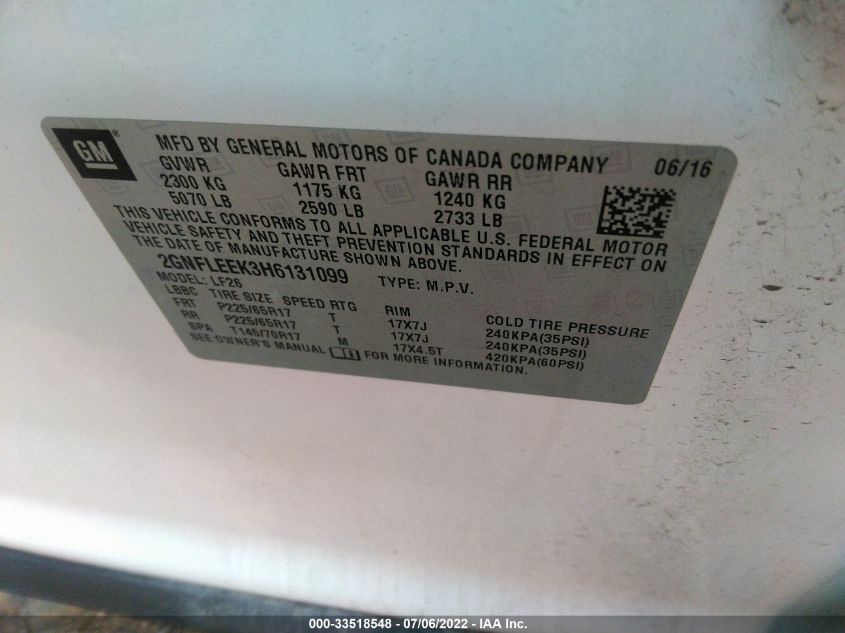 GM ®
MFD BY GENERAL MOTORS OF CANADA COMPANY 06/16
GVWR GAWR FRT GAWR RR
2300 KG 1175 KG 1240 KG
5070 LB 2590 LB 2733 LB
THIS VEHICLE CONFORMS TO ALL APPLICABLE U.S. FEDERAL MOTOR
VEHICLE SAFETY AND THEFT PREVENTION STANDARDS IN EFFECT ON
THE DATE OF MANUFACTURE SHOWN ABOVE.
2GNFLEEK3H6131099 TYPE: M.P.V.
MODEL: LF26
LBBC TIRE SIZE SPEED RTG RIM COLD TIRE PRESSURE
FRT P225/65R17 T 17X7J 240KPA(35PSI)
RR P225/65R17 T 17X7J 240KPA(35PSI)
SPA T145/70R17 M 17X4.5T 420KPA(60PSI)
SEE OWNER'S MANUAL FOR MORE INFORMATION.
000-33518548 - 07/06/2022 - IAA Inc.